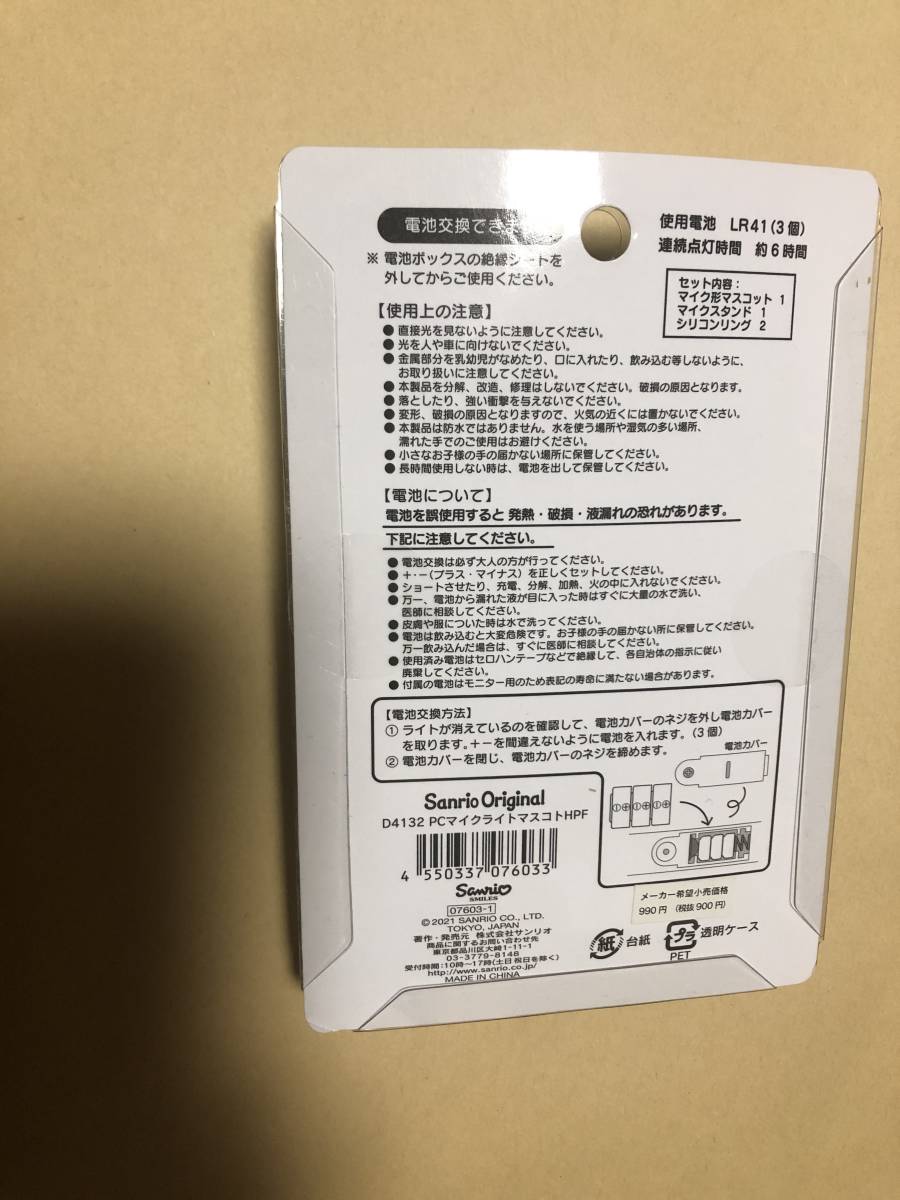 電池交換できま
使用電池 LR41(3個)
連続点灯時間 約6時間
※ 電池ボックスの絶縁シートを
外してからご使用ください。
セット内容:
マイク形マスコット 1
マイクスタンド 1
シリコンリング 2
【使用上の注意】
● 直接光を見ないように注意してください。
● 光を人や車に向けないでください。
● 金属部分を乳幼児がなめたり、口に入れたり、飲み込む等しないように、
お取り扱いに注意してください。
● 本製品を分解、改造、修理はしないでください。破損の原因となります。
● 落としたり、強い衝撃を与えないでください。
● 変形、破損の原因となりますので、火気の近くには置かないでください。
● 本製品は防水ではありません。水を使う場所や湿気の多い場所、
濡れた手でのご使用はお避けください。
● 小さなお子様の手の届かない場所に保管してください。
● 長時間使用しない時は、電池を出して保管してください。
【電池について】
電池を誤使用すると 発熱・破損・液漏れの恐れがあります。
下記に注意してください。
● 電池交換は必ず大人の方が行ってください。
● +・-(プラス・マイナス)を正しくセットしてください。
● ショートさせたり、充電、分解、加熱、火の中に入れないでください。
● 万一、電池から漏れた液が目に入った時はすぐに大量の水で洗い、
医師に相談してください。
● 皮膚や服についた時は水で洗ってください。
● 電池は飲み込むと大変危険です。お子様の手の届かない所に保管してください。
万一飲み込んだ場合は、すぐに医師に相談してください。
● 使用済み電池はセロハンテープなどで絶縁して、各自治体の指示に従い
廃棄してください。
● 付属の電池はモニター用のため表記の寿命に満たない場合があります。
【電池交換方法】
① ライトが消えているのを確認して、電池カバーのネジを外し電池カバー
を取ります。+-を間違えないように電池を入れます。(3個)
② 電池カバーを閉じ、電池カバーのネジを締めます。
電池カバー
Sanrio Original
D4132 PCマイクライトマスコトHPF
4 550337 076033
Sanrio
SMILES
07603-1
©2021 SANRIO CO., LTD.
TOKYO, JAPAN
著作・発売元 株式会社サンリオ
商品に関するお問い合わせ先
東京都品川区大崎1-11-1
03-3779-8148
受付時間:10時〜17時(土日祝日を除く)
http://www.sanrio.co.jp/
MADE IN CHINA
メーカー希望小売価格
990円 (税抜900円)
紙 台紙
プラ 透明ケース
PET